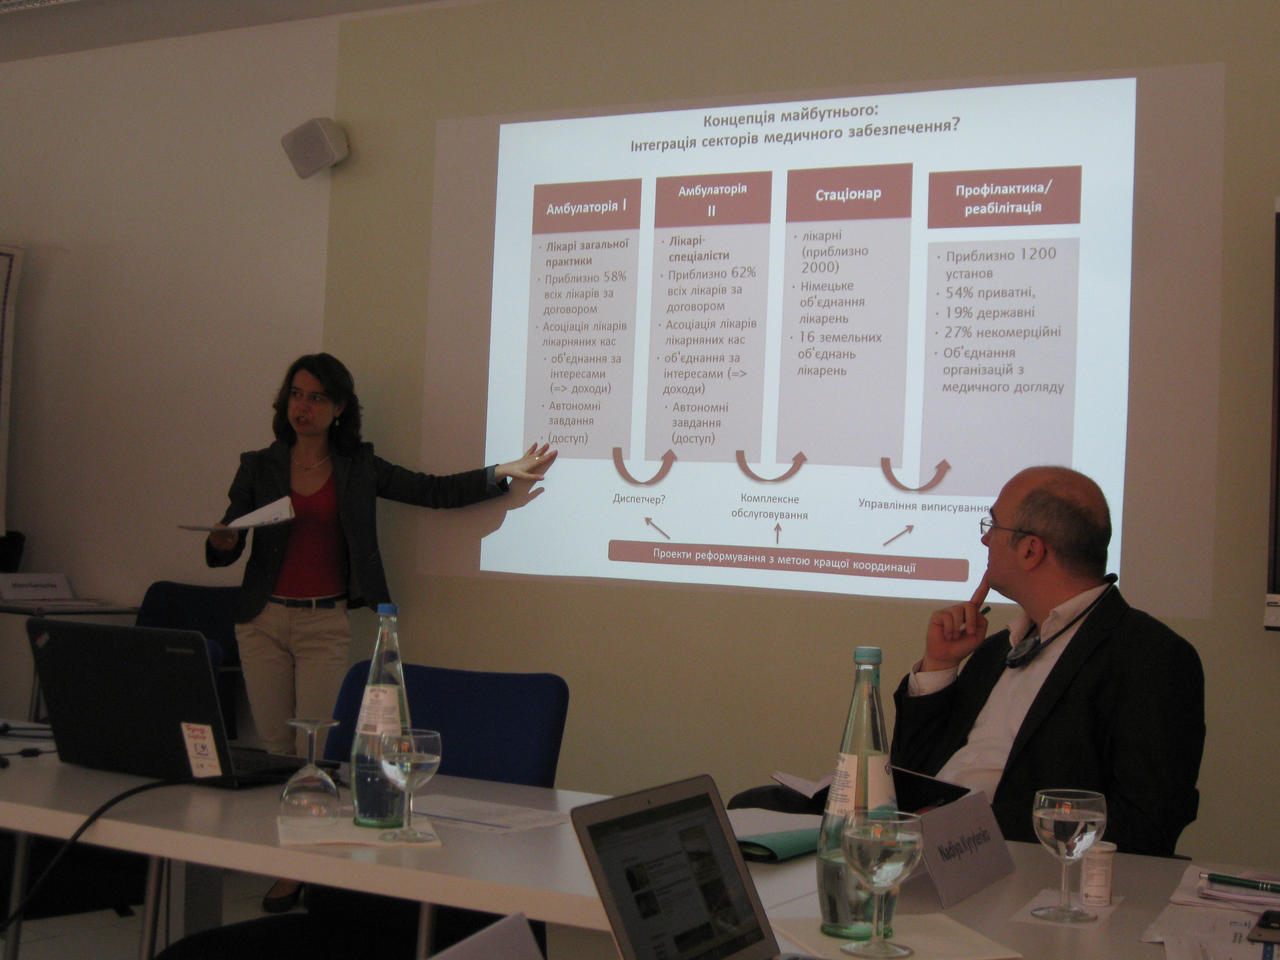 Концепція майбутнього:
Інтеграція секторів медичного забезпечення?
Амбулаторія I
· Лікарі загальної
практики
· Приблизно 58%
всіх лікарів за
договором
· Асоціація лікарів
лікарняних кас
· об'єднання за
інтересами
(=> доходи)
· Автономні
завдання
· (доступ)
Амбулаторія
II
· Лікарі-
спеціалісти
· Приблизно 62%
всіх лікарів за
договором
· Асоціація лікарів
лікарняних кас
· об'єднання за
інтересами (=>
доходи)
· Автономні
завдання
(доступ)
Стаціонар
· лікарні
(приблизно
2000)
· Німецьке
об'єднання
лікарень
· 16 земельних
об'єднань
лікарень
Профілактика/
реабілітація
· Приблизно 1200
установ
· 54% приватні,
· 19% державні
· 27% некомерційні
· Об'єднання
організацій з
медичного догляду
Диспетчер?
Комплексне
обслуговування
Управління виписування
Проекти реформування з метою кращої координації
Nadiya Kyryienko